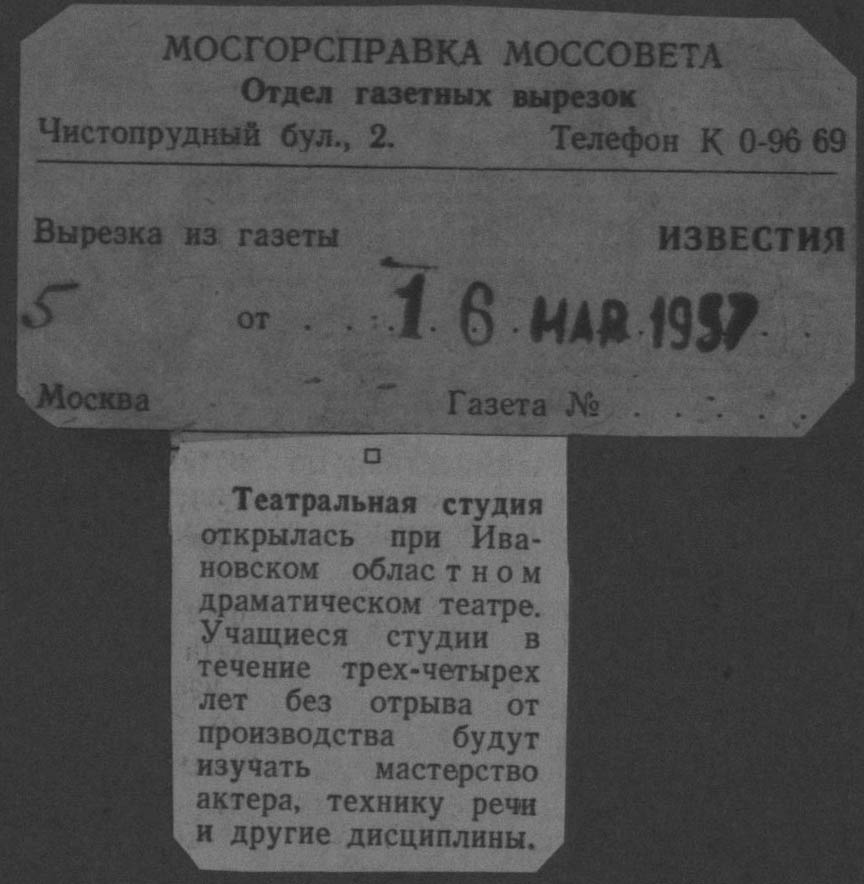 МОСГОРСПРАВКА МОССОВЕТА
Отдел газетных вырезок
Чистопрудный бул., 2. Телефон К 0-96 69
Вырезка из газеты ИЗВЕСТИЯ
5 от . . . 16 МАР 1957
Москва Газета № . . . . .
Театральная студия
открылась при Ива-
новском областном
драматическом театре.
Учащиеся студии в
течение трех-четырех
лет без отрыва от
производства будут
изучать мастерство
актера, технику речи
и другие дисциплины.